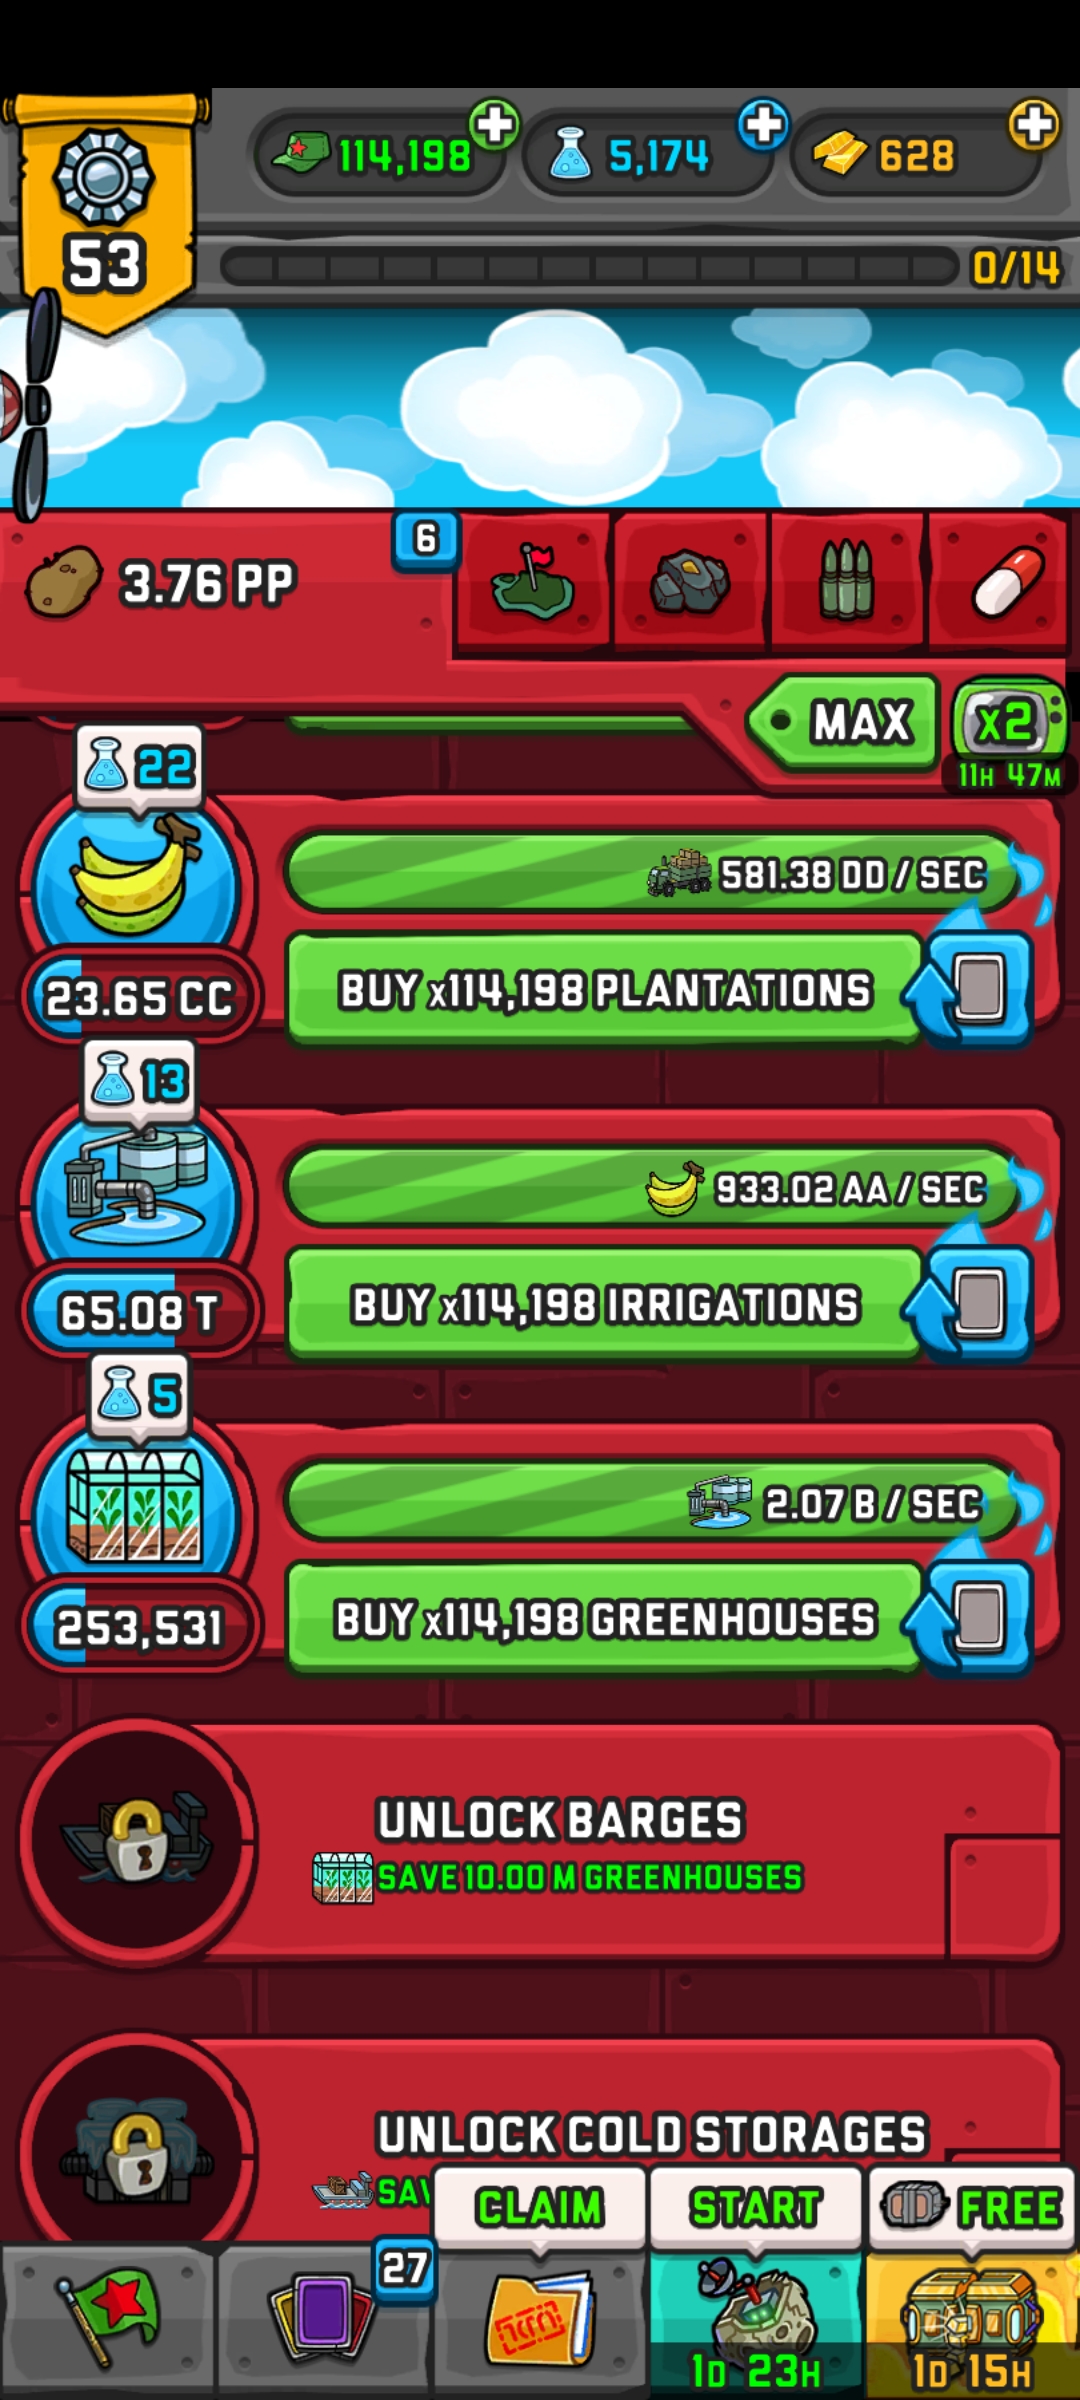 114,198
5,174
628
53
0/14
3.76 PP
6
MAX
x2
11H 47M
22
581.38 DD / SEC
23.65 CC
BUY x114,198 PLANTATIONS
13
933.02 AA / SEC
65.08 T
BUY x114,198 IRRIGATIONS
5
2.07 B / SEC
253,531
BUY x114,198 GREENHOUSES
UNLOCK BARGES
SAVE 10.00 M GREENHOUSES
UNLOCK COLD STORAGES
CLAIM
START
FREE
27
1D 23H
1D 15H